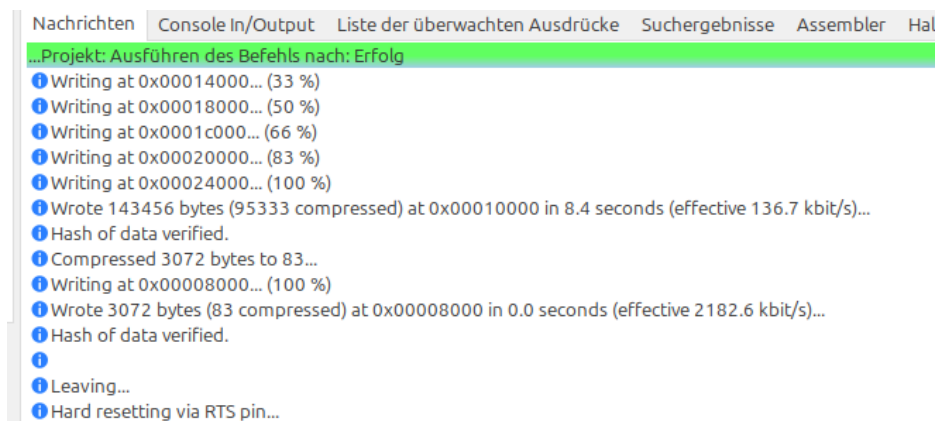 Nachrichten Console In/Output Liste der überwachten Ausdrücke Suchergebnisse Assembler
...Projekt: Ausführen des Befehls nach: Erfolg
Writing at 0x00014000... (33 %)
Writing at 0x00018000... (50 %)
Writing at 0x0001c000... (66 %)
Writing at 0x00020000... (83 %)
Writing at 0x00024000... (100 %)
Wrote 143456 bytes (95333 compressed) at 0x00010000 in 8.4 seconds (effective 136.7 kbit/s)...
Hash of data verified.
Compressed 3072 bytes to 83...
Writing at 0x00008000... (100 %)
Wrote 3072 bytes (83 compressed) at 0x00008000 in 0.0 seconds (effective 2182.6 kbit/s)...
Hash of data verified.
Leaving...
Hard resetting via RTS pin...